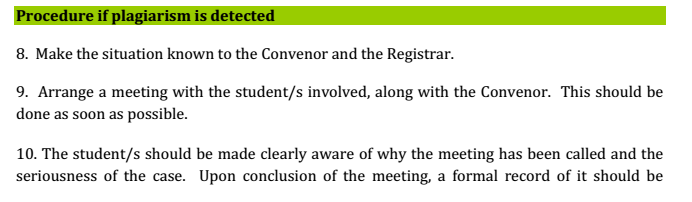 Procedure if plagiarism is detected
8. Make the situation known to the Convenor and the Registrar.
9. Arrange a meeting with the student/s involved, along with the Convenor. This should be
done as soon as possible.
10. The student/s should be made clearly aware of why the meeting has been called and the
seriousness of the case. Upon conclusion of the meeting, a formal record of it should be